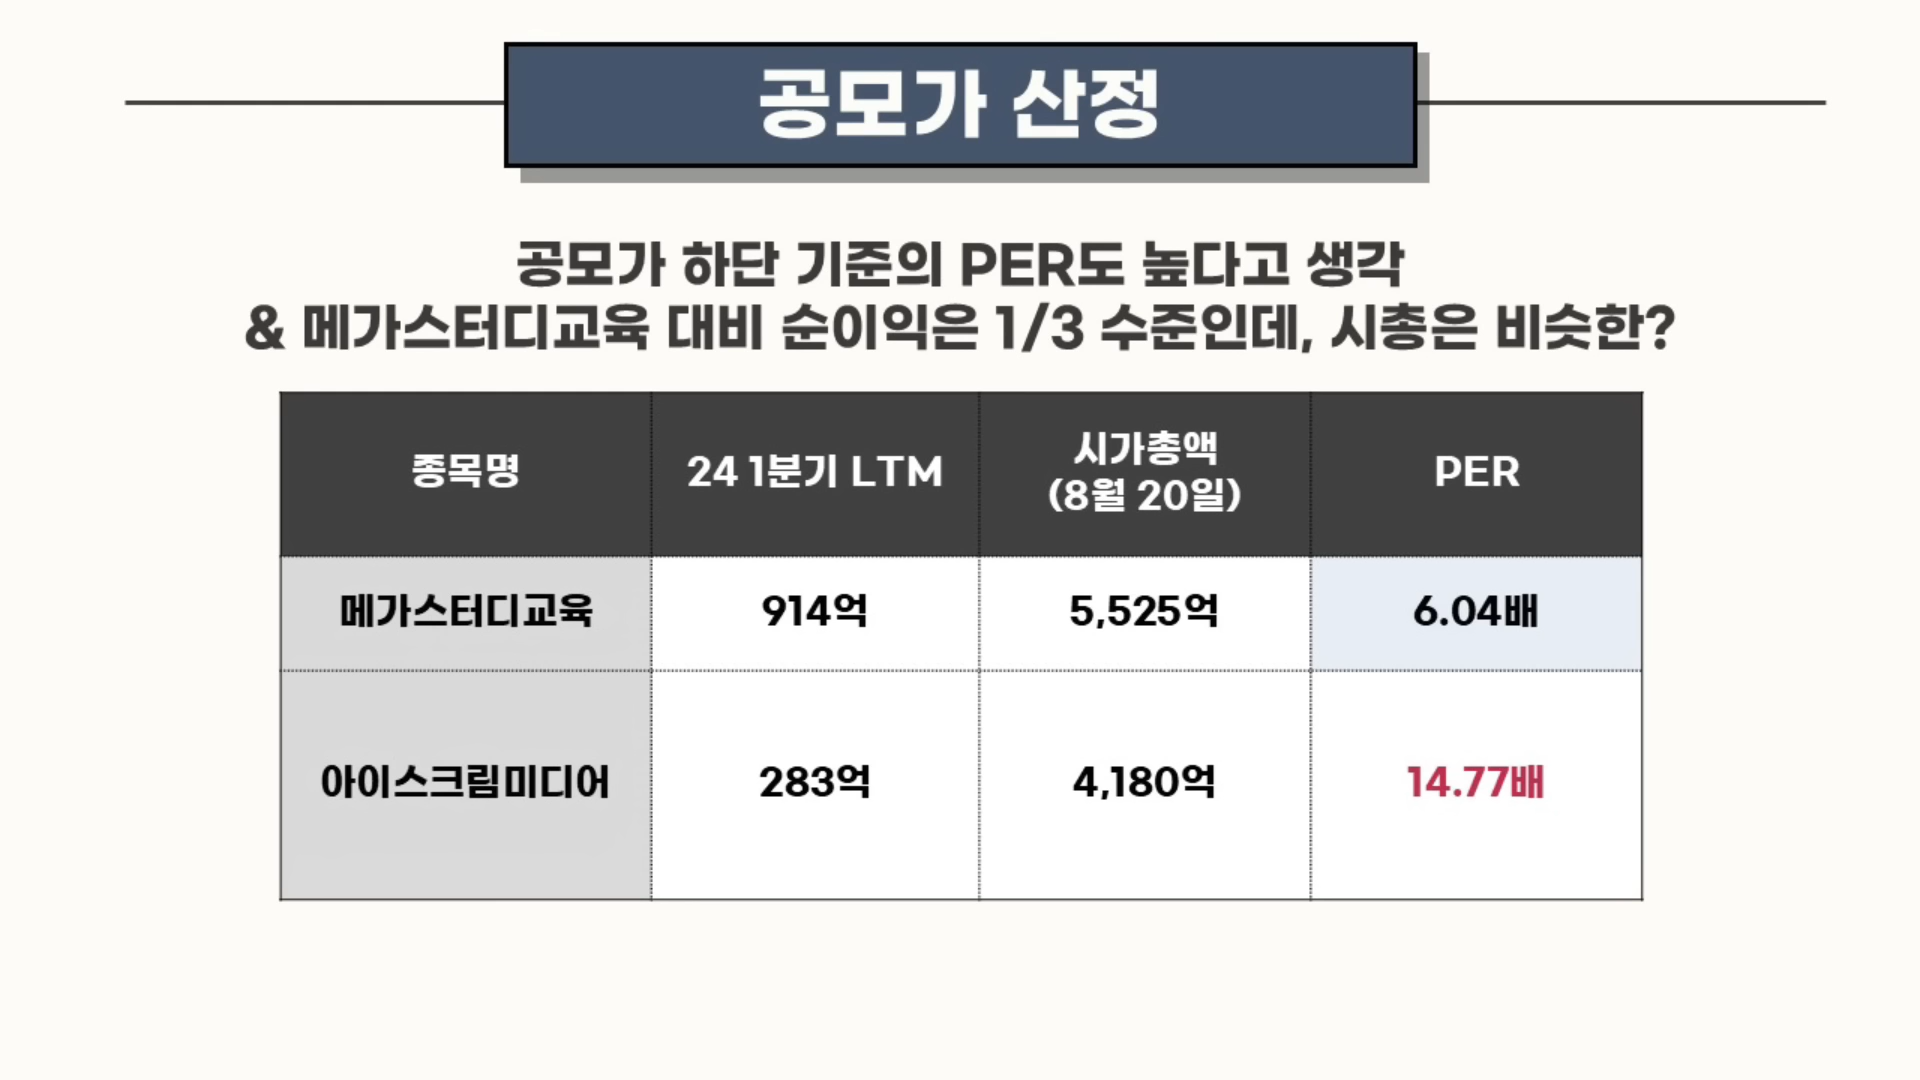 공모가 산정
공모가 하단 기준의 PER도 높다고 생각
& 메가스터디교육 대비 순이익은 1/3 수준인데, 시총은 비슷한?
종목명
24 1분기 LTM
시가총액
(8월 20일)
PER
메가스터디교육
914억
5,525억
6.04배
아이스크림미디어
283억
4,180억
14.77배